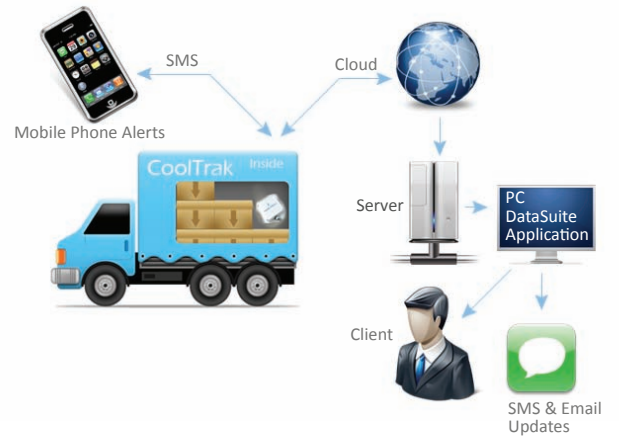 SMS
Cloud
Mobile Phone Alerts
CoolTrak Inside
Server
PC
DataSuite
Application
Client
SMS & Email
Updates